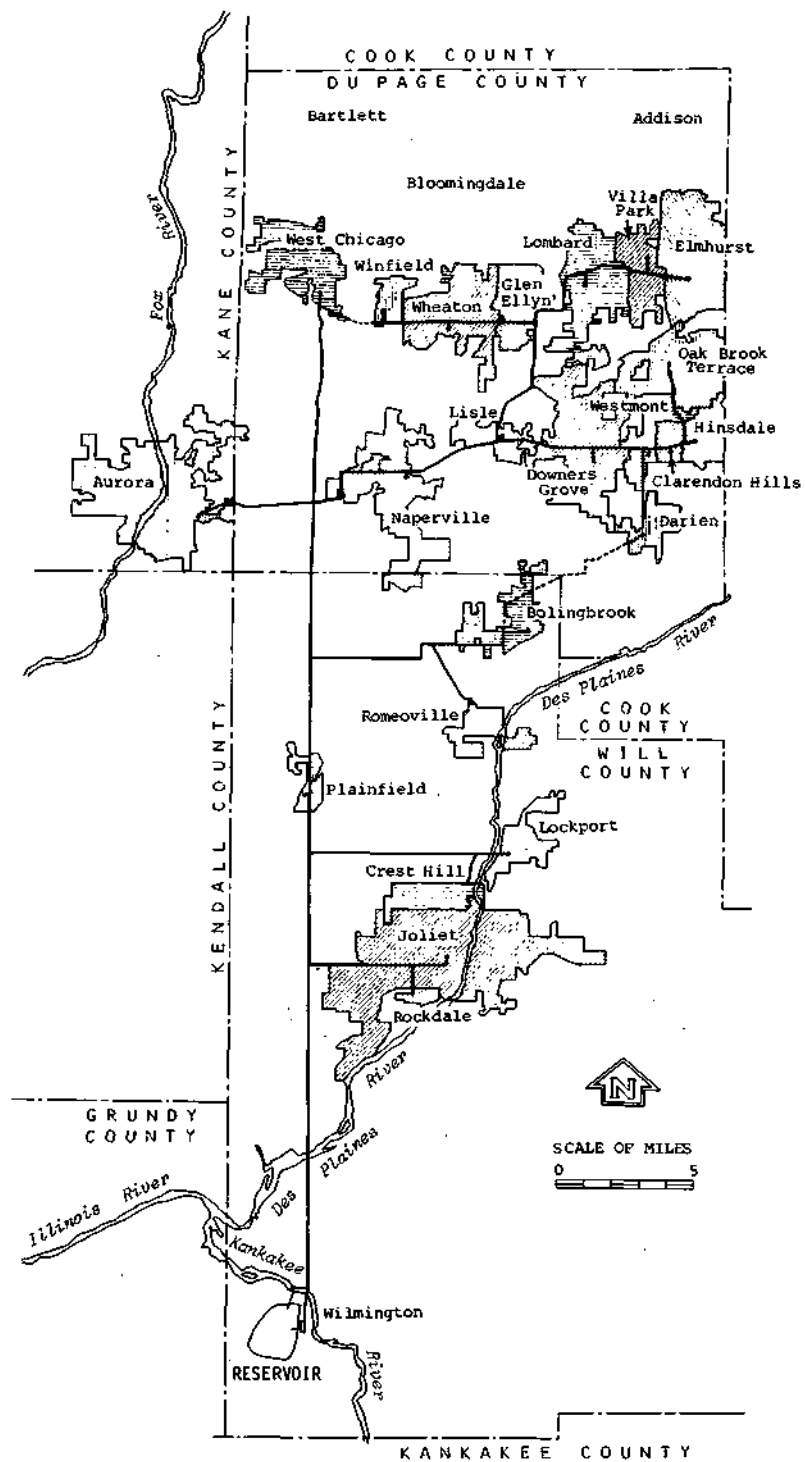 COOK COUNTY
DU PAGE COUNTY
Bartlett
Addison
KANE COUNTY
Bloomingdale
Villa
Park
River
West Chicago
Lombard
Elmhurst
Winfield
Glen
Ellyn
Wheaton
Fox
Oak Brook
Terrace
Lisle
Westmont
Hinsdale
Aurora
Downers
Grove
Clarendon Hills
Naperville
Darien
Bolingbrook
Des Plaines River
Romeoville
COOK
COUNTY
WILL
COUNTY
KENDALL COUNTY
Plainfield
Lockport
Crest Hill
Joliet
Rockdale
River
N
GRUNDY
COUNTY
SCALE OF MILES
0 5
Des Plaines
Illinois River
Kankakee
Wilmington
RESERVOIR
River
KANKAKEE COUNTY